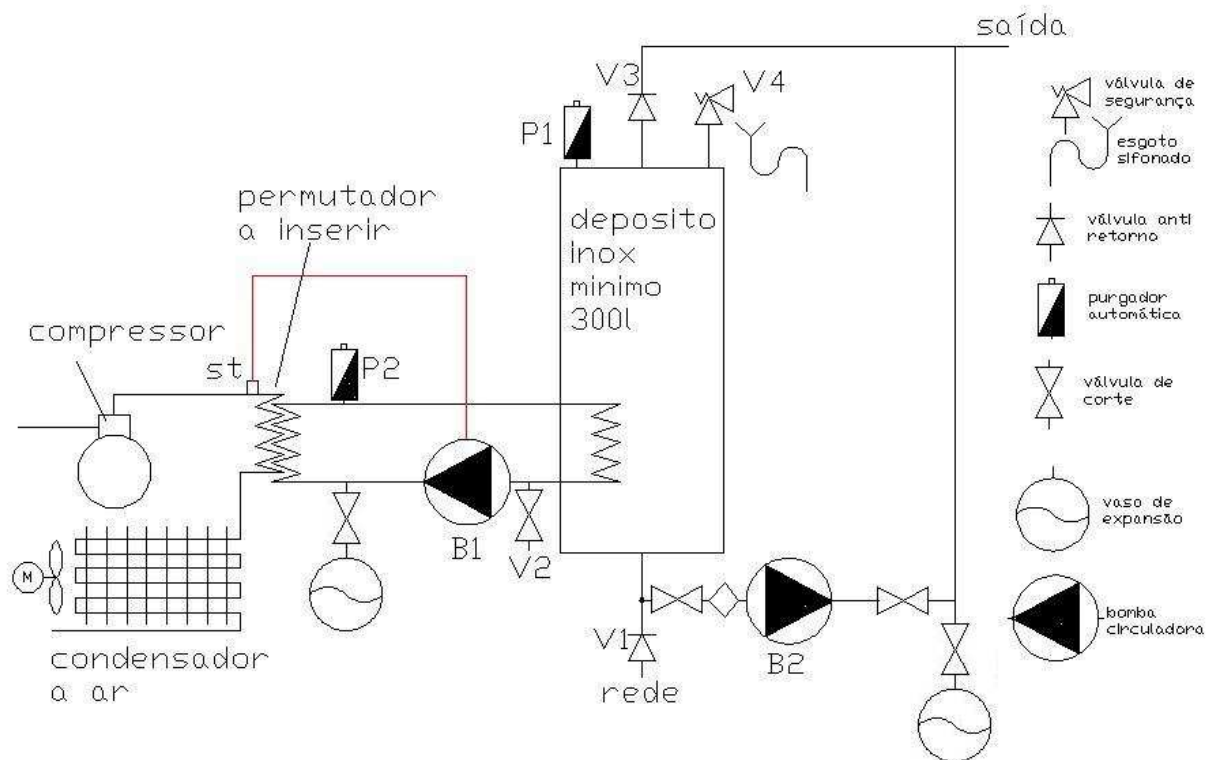 saída
V3
V4
P1
válvula de
segurança
esgoto
sifonado
permutador
a inserir
deposito
inox
minimo
300l
válvula anti
retorno
purgador
automática
compressor
st
P2
válvula de
corte
vaso de
expansão
B1
V2
M
V1
B2
bomba
circuladora
condensador
a ar
rede